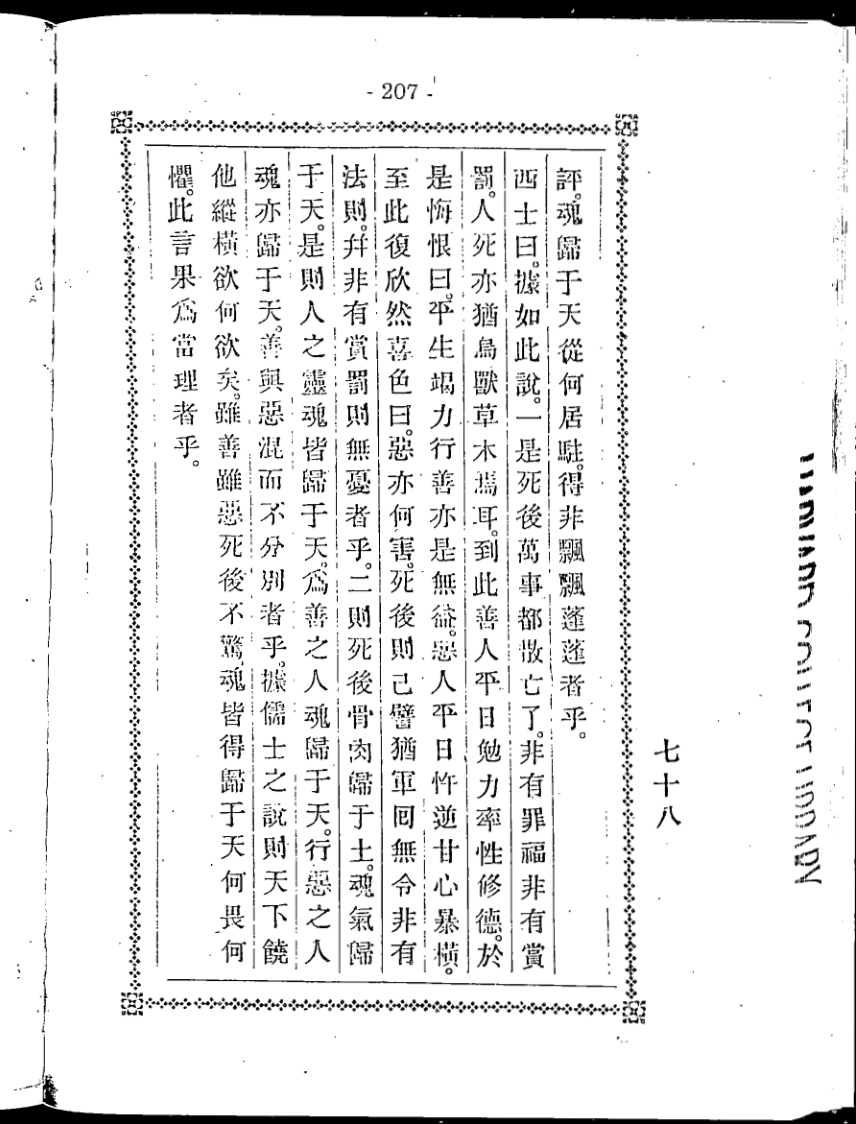 - 207 -
七十八
評。魂歸于天從何居駐。得非飄飄蓬蓬者乎。
西士曰。據如此說。一是死後萬事都散亡了。非有罪福非有賞
罰。人死亦猶鳥獸草木焉耳。到此善人平日勉力率性修德。於
是悔恨曰。平生竭力行善亦是無益。惡人平日忤逆甘心暴橫。
至此復欣然喜色曰。惡亦何害。死後則己譬猶軍回無令非有
法則。幷非有賞罰則無憂者乎。二則死後骨肉歸于土。魂氣歸
于天。是則人之靈魂皆歸于天。爲善之人魂歸于天。行惡之人
魂亦歸于天。善與惡混而不分別者乎。據儒士之說則天下饒
他縱橫欲何欲矣。雖善雖惡死後不驚。魂皆得歸于天何畏何
懼。此言果爲當理者乎。
HARVARD COLLEGE LIBRARY